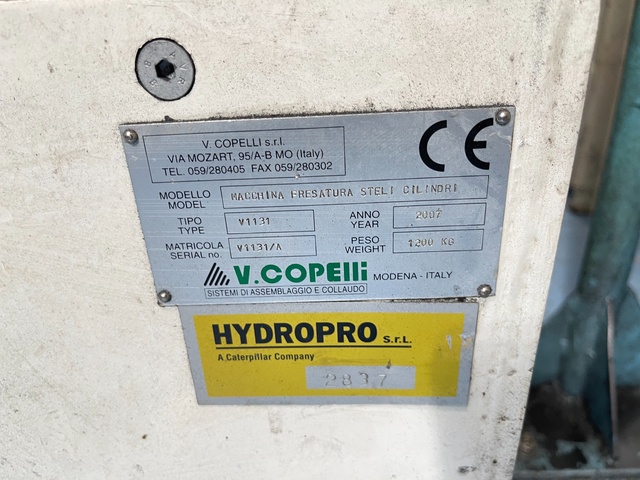 V. COPELLI s.r.l.
VIA MOZART, 95/A-B MO (Italy)
TEL. 059/280405 FAX 059/280302
CE
MODELLO
MODEL
MACCHINA FRESATURA STELI CILINDRI
TIPO
TYPE
V1131
ANNO
YEAR
2007
MATRICOLA
SERIAL no.
V1131/A
PESO
WEIGHT
1200 KG
V.COPELLI
MODENA - ITALY
SISTEMI DI ASSEMBLAGGIO E COLLAUDO
HYDROPRO S.r.L.
A Caterpillar Company
2837